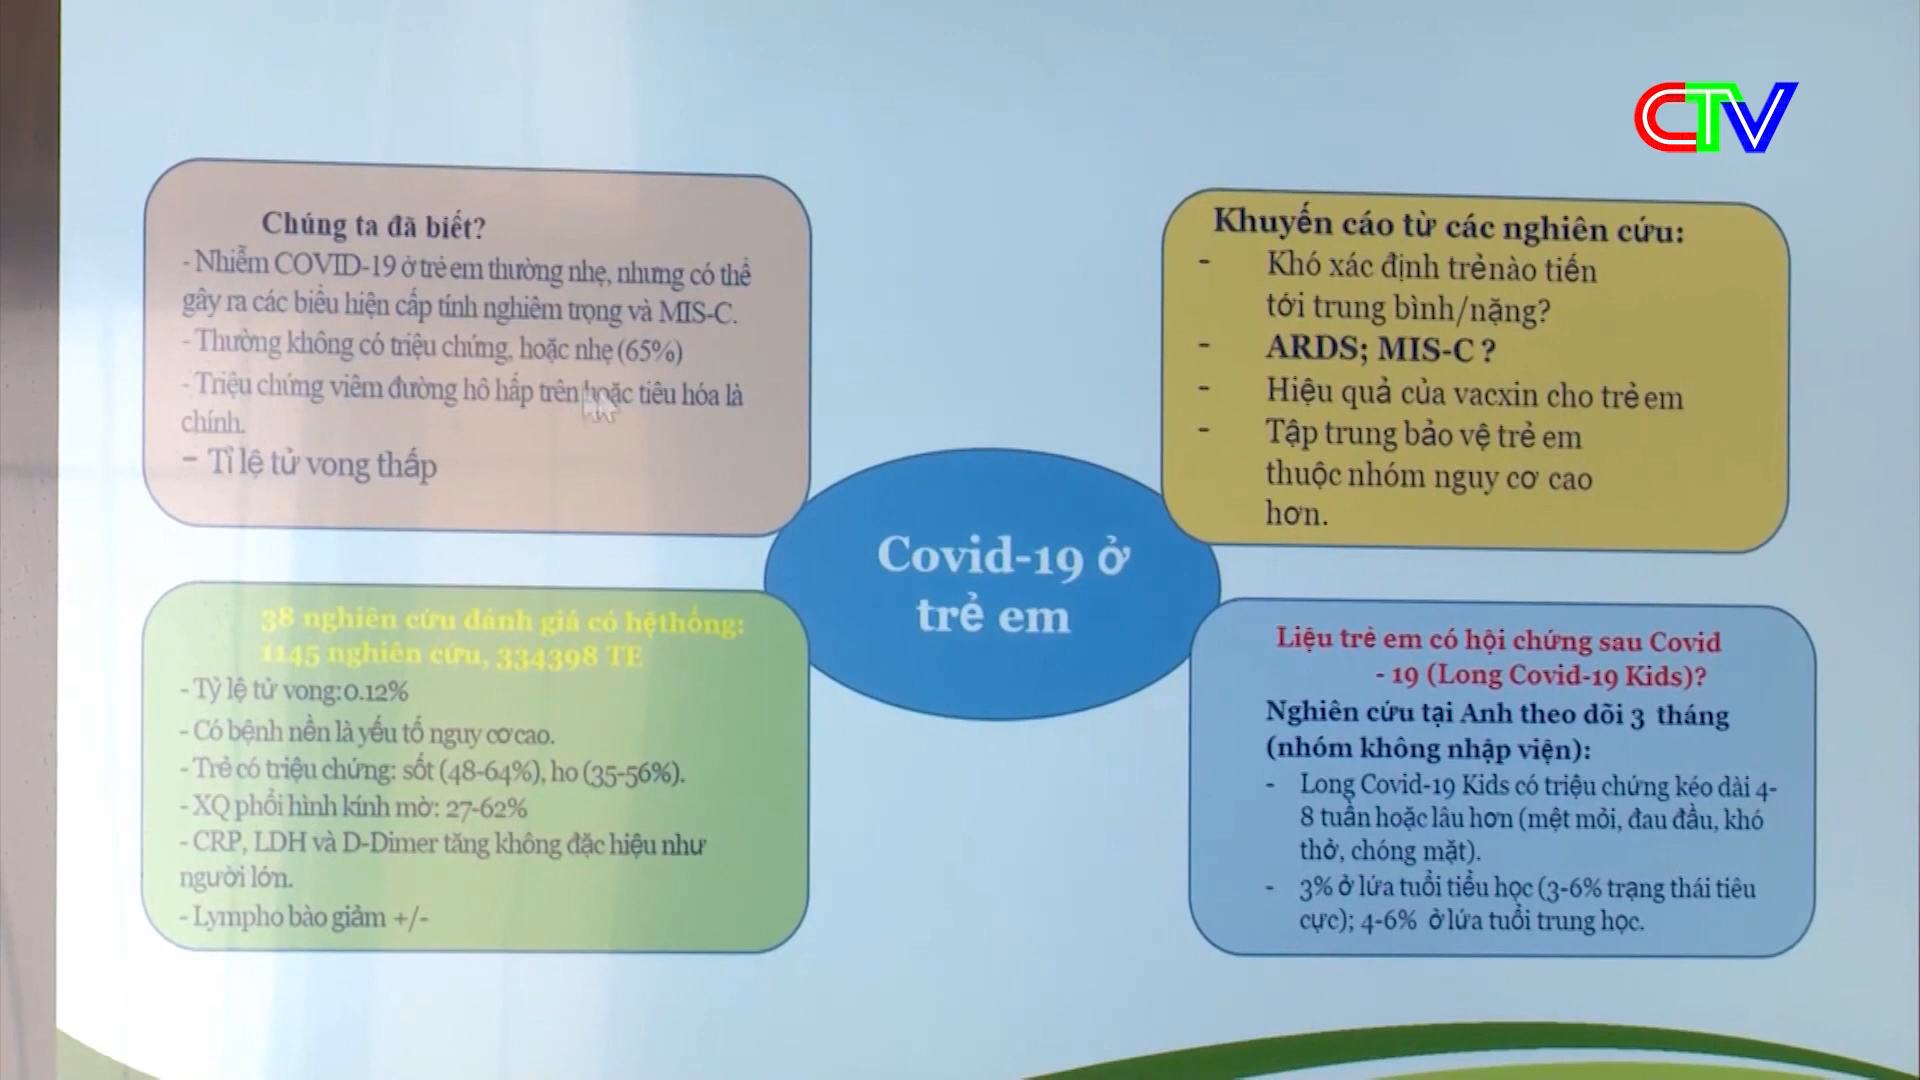 CTV
Chúng ta đã biết?
- Nhiễm COVID-19 ở trẻ em thường nhẹ, nhưng có thể
gây ra các biểu hiện cấp tính nghiêm trọng và MIS-C.
- Thường không có triệu chứng, hoặc nhẹ (65%)
- Triệu chứng viêm đường hô hấp trên hoặc tiêu hóa là
chính.
– Tỉ lệ tử vong thấp
Khuyến cáo từ các nghiên cứu:
- Khó xác định trẻ nào tiến
tới trung bình/nặng?
- ARDS; MIS-C ?
- Hiệu quả của vacxin cho trẻ em
- Tập trung bảo vệ trẻ em
thuộc nhóm nguy cơ cao
hơn.
Covid-19 ở
trẻ em
38 nghiên cứu đánh giá có hệ thống:
1145 nghiên cứu, 334398 TE
- Tỷ lệ tử vong: 0.12%
- Có bệnh nền là yếu tố nguy cơ cao.
- Trẻ có triệu chứng: sốt (48-64%), ho (35-56%).
- XQ phổi hình kính mờ: 27-62%
- CRP, LDH và D-Dimer tăng không đặc hiệu như
người lớn.
- Lympho bào giảm +/-
Liệu trẻ em có hội chứng sau Covid
- 19 (Long Covid-19 Kids)?
Nghiên cứu tại Anh theo dõi 3 tháng
(nhóm không nhập viện):
- Long Covid-19 Kids có triệu chứng kéo dài 4-
8 tuần hoặc lâu hơn (mệt mỏi, đau đầu, khó
thở, chóng mặt).
- 3% ở lứa tuổi tiểu học (3-6% trạng thái tiêu
cực); 4-6% ở lứa tuổi trung học.